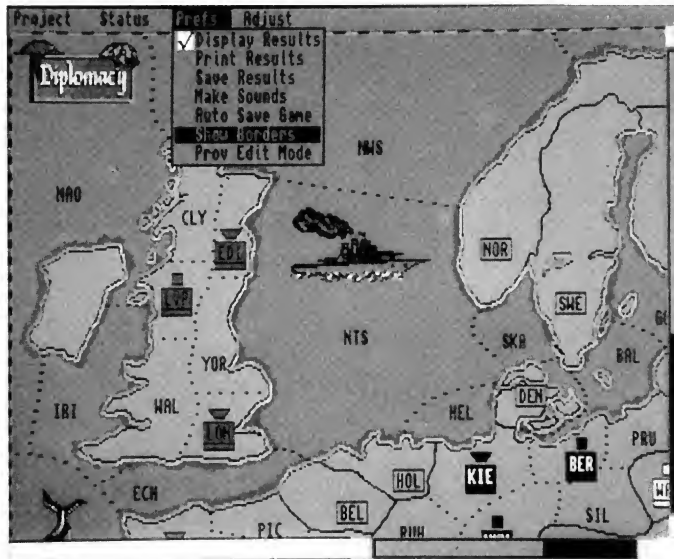 Project Status Prefs Adjust
Display Results
Print Results
Save Results
Make Sounds
Auto Save Game
Show Borders
Prov Edit Mode
Diplomacy
NWS
MAO
CLY
EDI
NOR
LVP
SWE
NTS
SKA
YOR
BAL
DEN
IRI
WAL
HEL
LON
PRU
BER
KIE
HOL
ECH
BEL
SIL
PIC